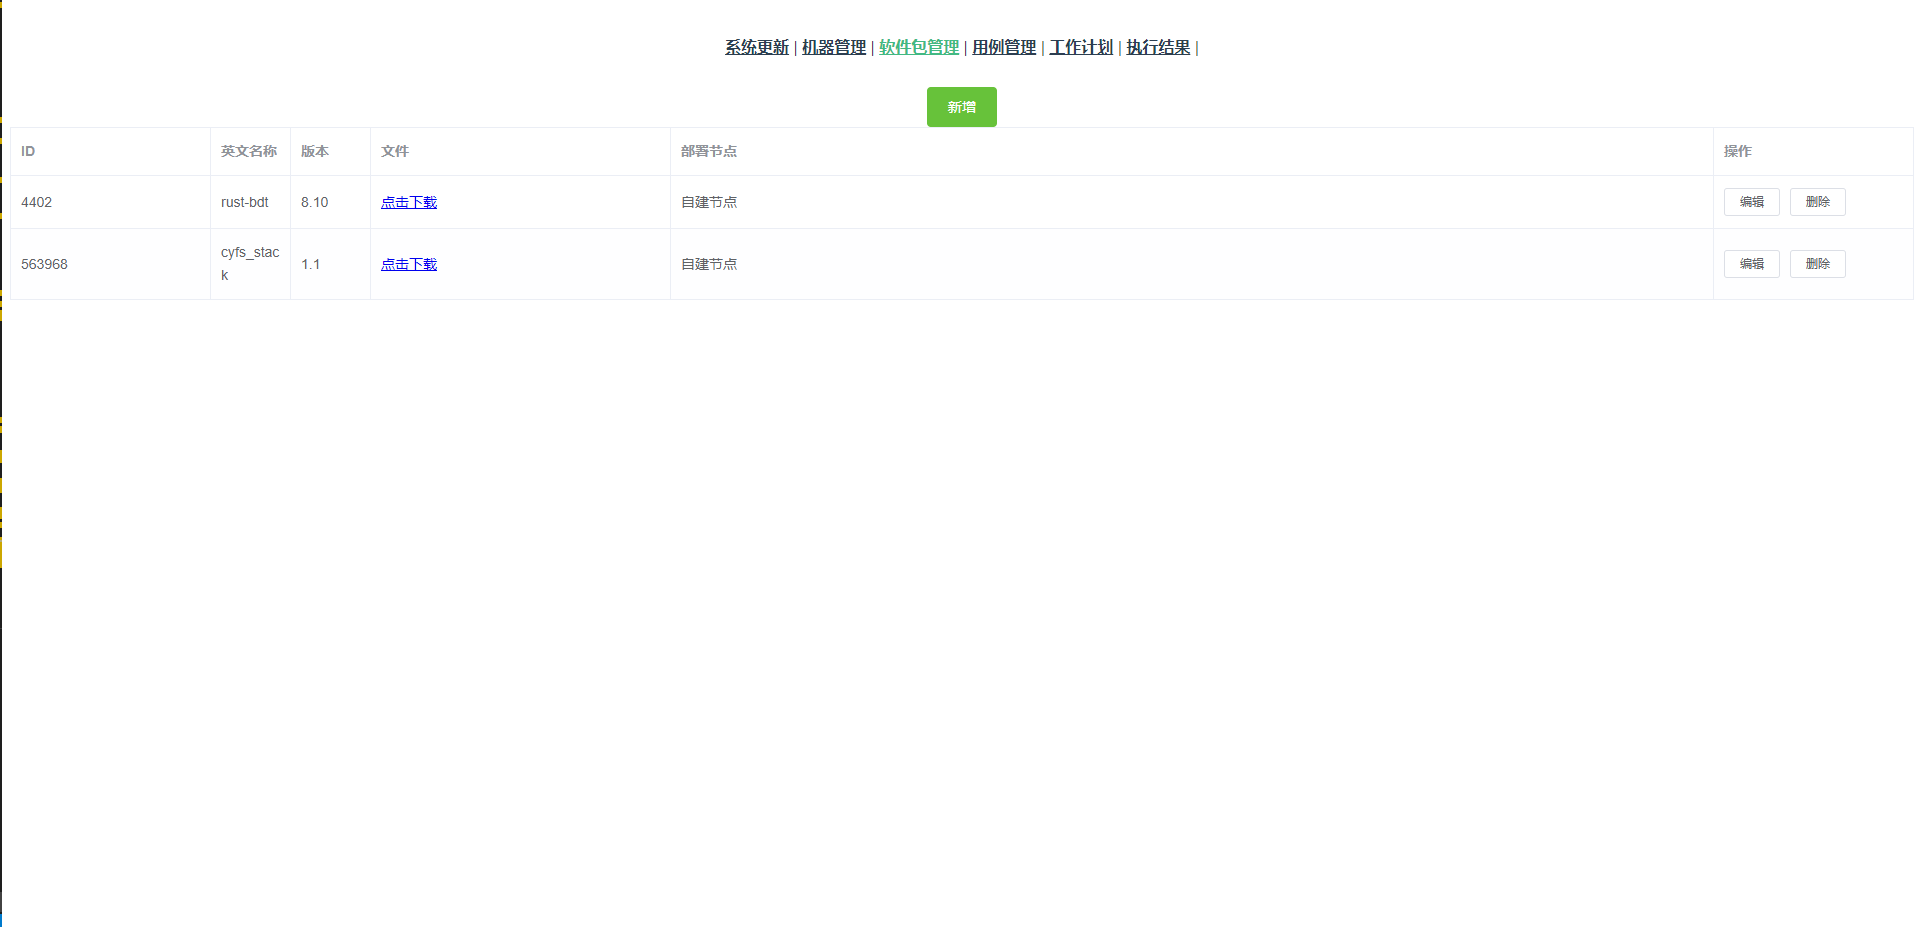 系统更新 | 机器管理 | 软件包管理 | 用例管理 | 工作计划 | 执行结果 |
新增
ID 英文名称 版本 文件 部署节点 操作
4402 rust-bdt 8.10 点击下载 自建节点 编辑 删除
563968 cyfs_stac
k 1.1 点击下载 自建节点 编辑 删除